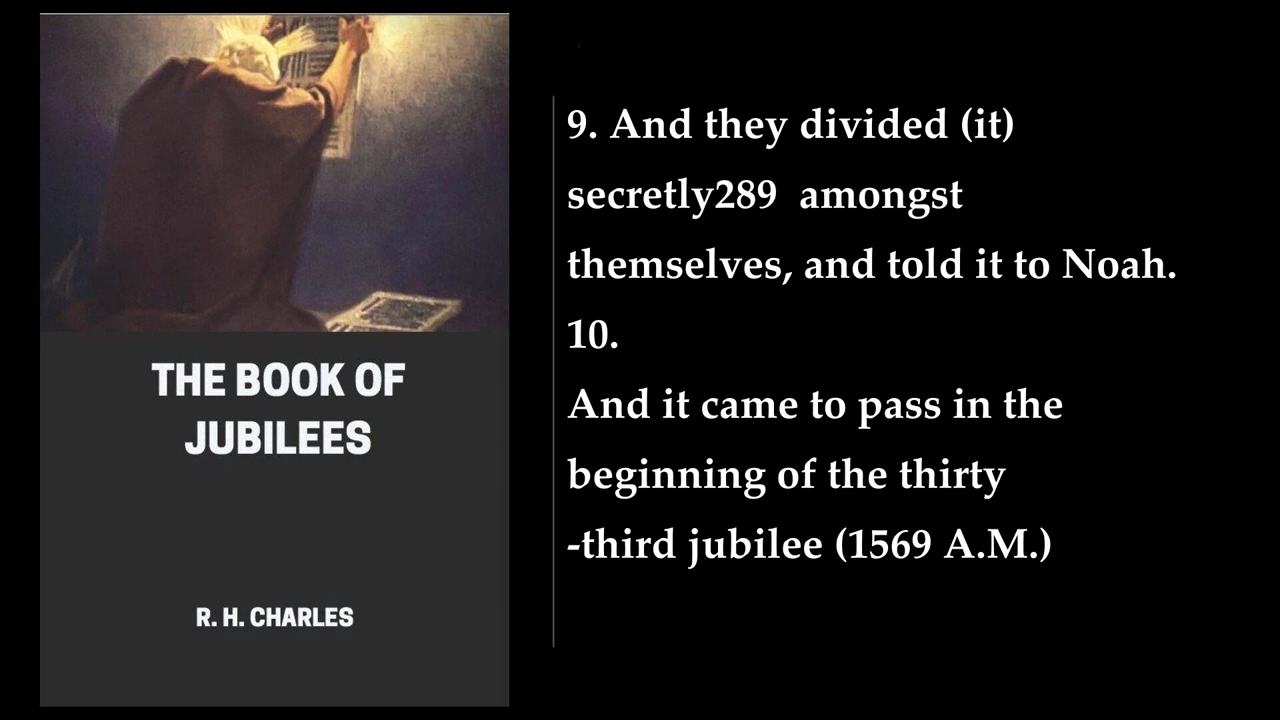 THE BOOK OF
JUBILEES
R. H. CHARLES
9. And they divided (it)
secretly289  amongst
themselves, and told it to Noah.
10.
And it came to pass in the
beginning of the thirty
-third jubilee (1569 A.M.)